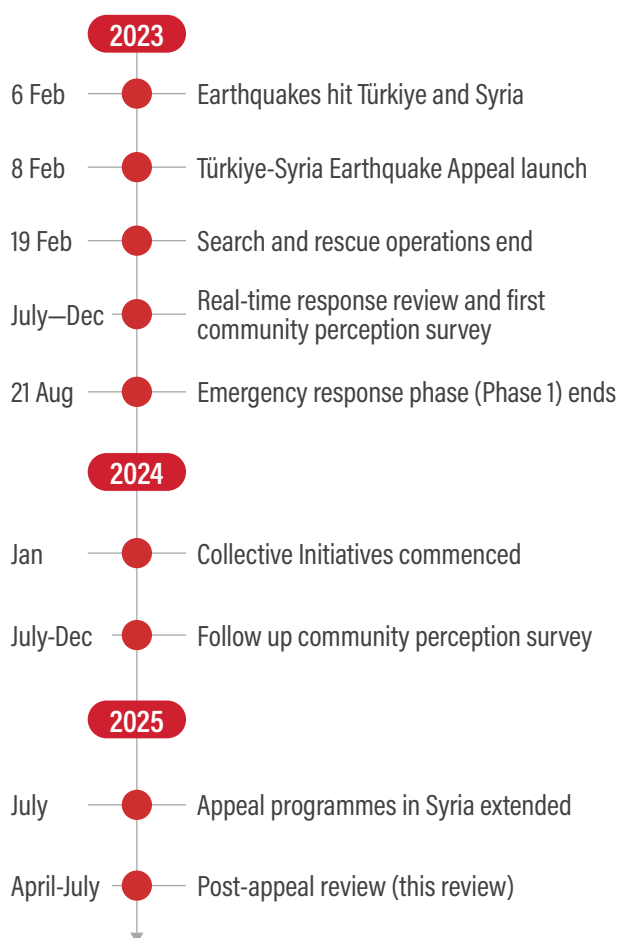 2023
6 Feb Earthquakes hit Türkiye and Syria
8 Feb Türkiye-Syria Earthquake Appeal launch
19 Feb Search and rescue operations end
July—Dec Real-time response review and first
community perception survey
21 Aug Emergency response phase (Phase 1) ends
2024
Jan Collective Initiatives commenced
July-Dec Follow up community perception survey
2025
July Appeal programmes in Syria extended
April-July Post-appeal review (this review)